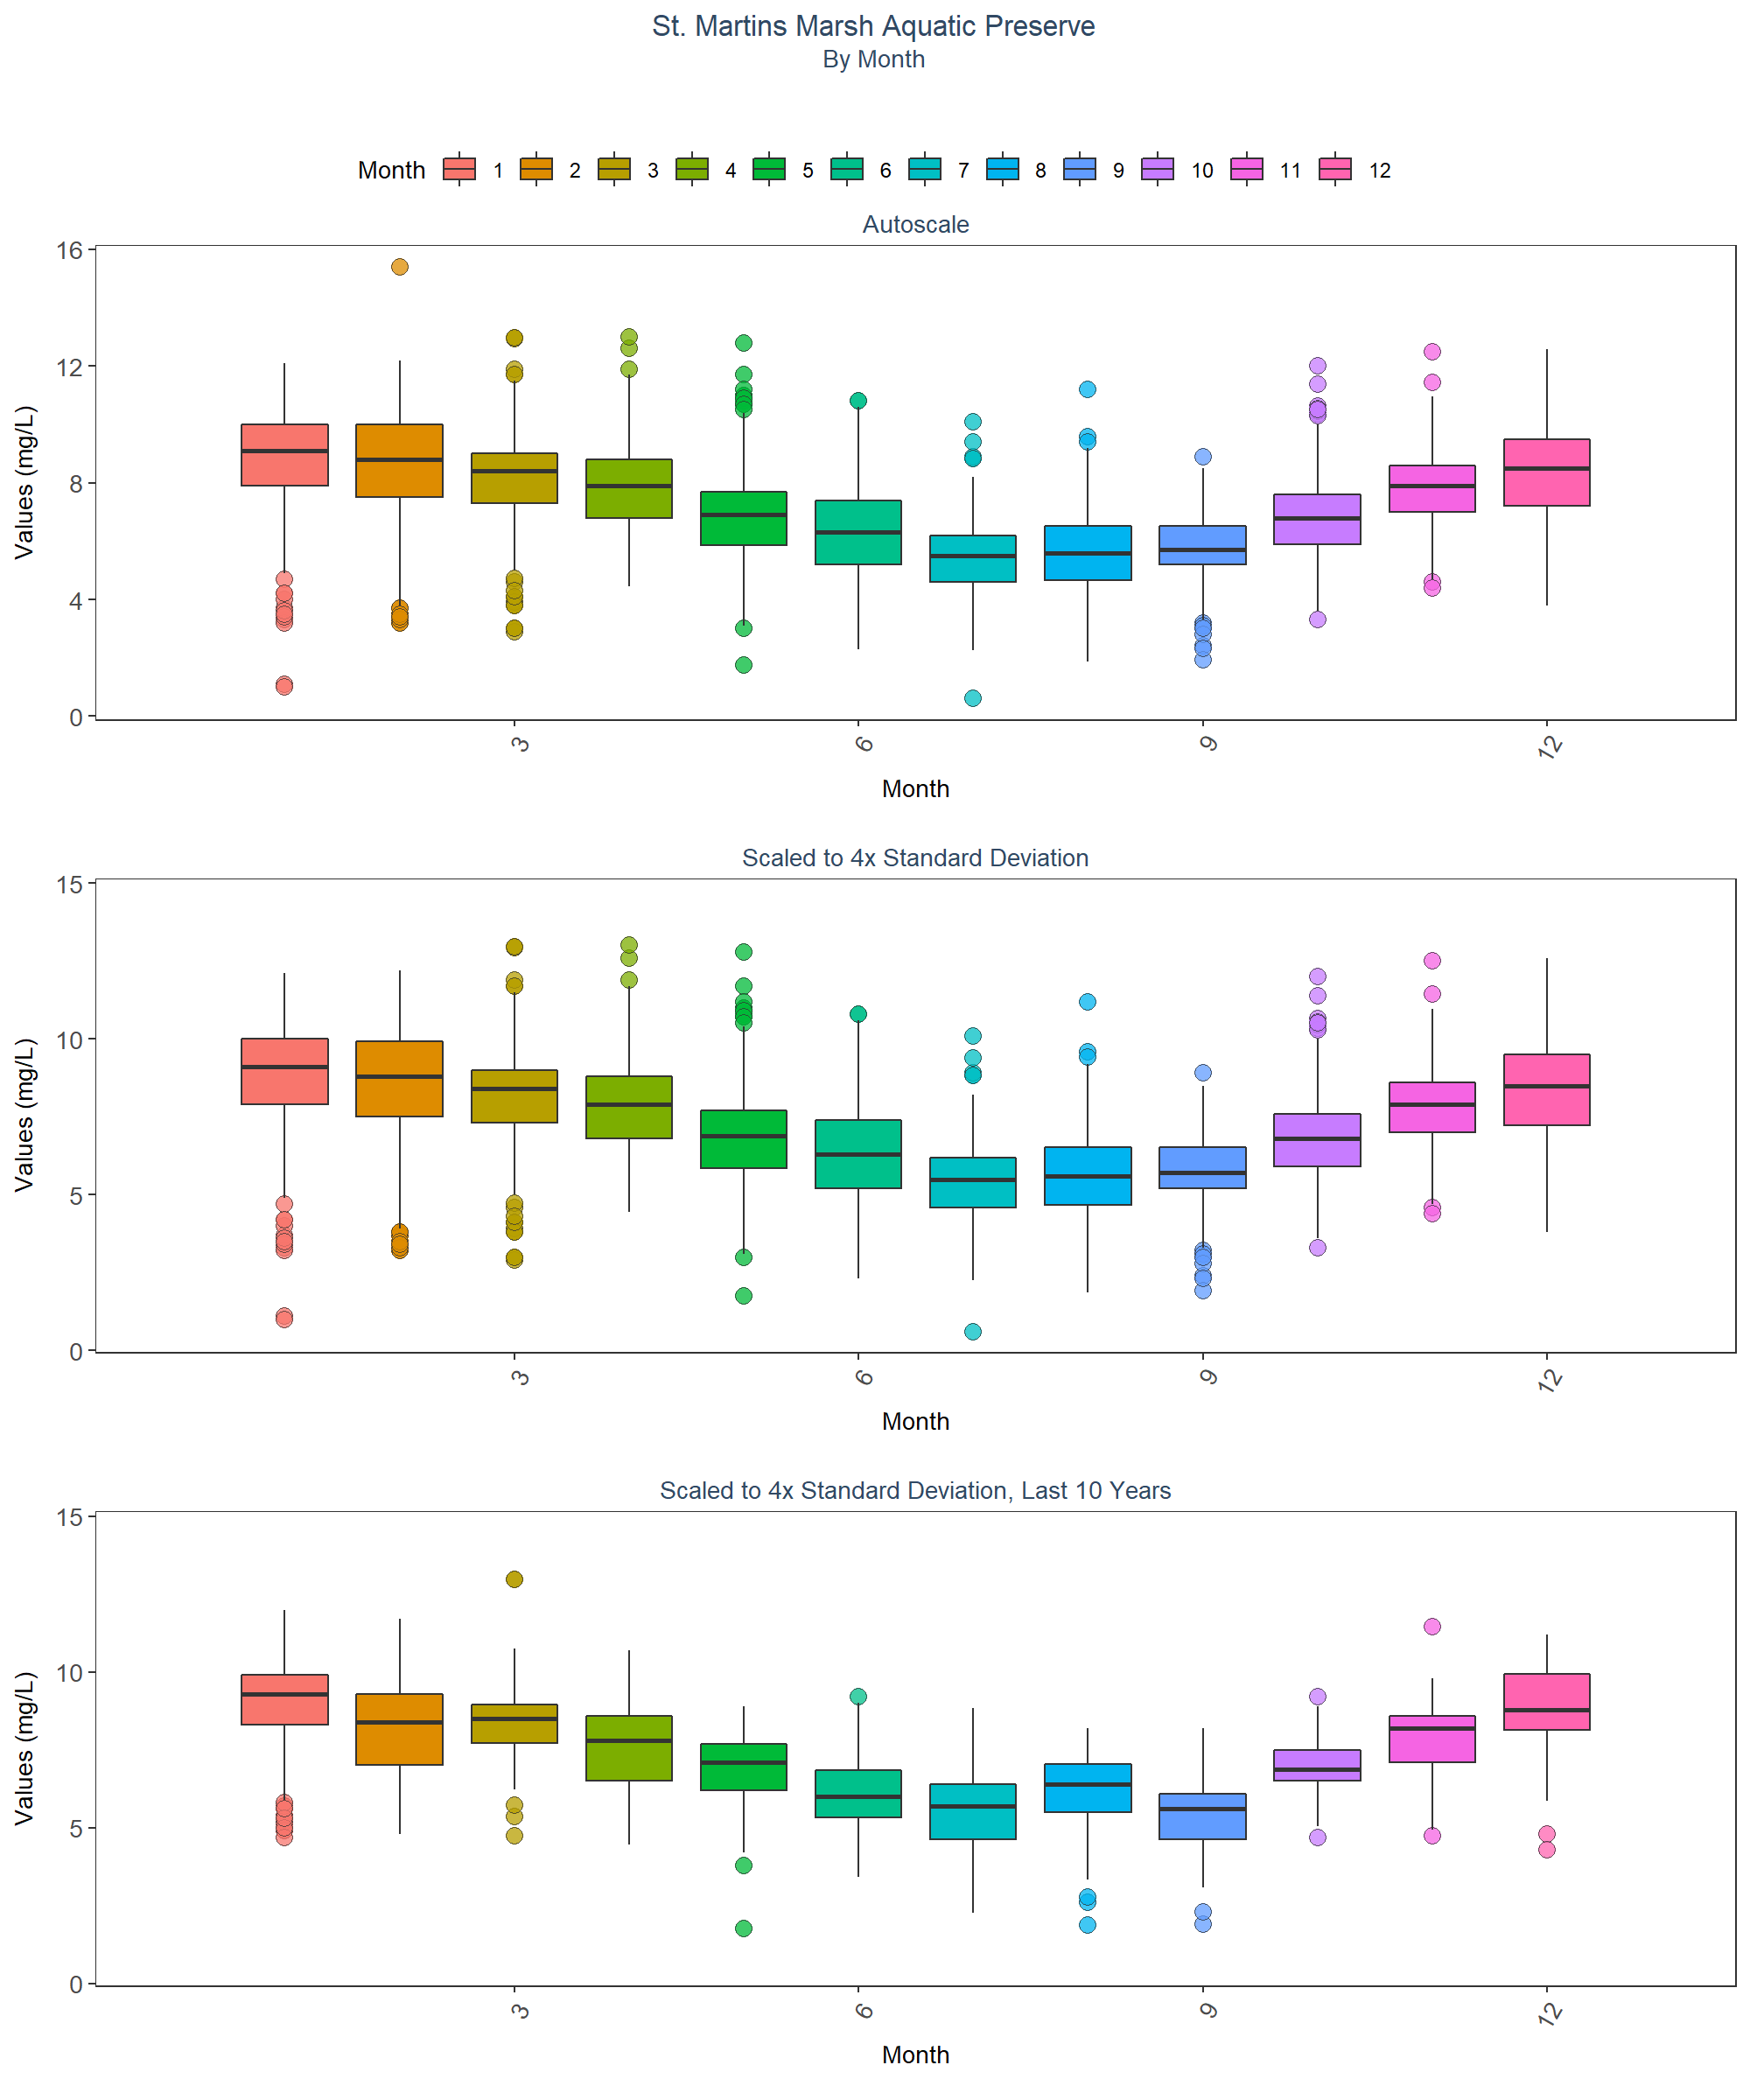 St. Martins Marsh Aquatic Preserve
By Month
Month 1 2 3 4 5 6 7 8 9 10 11 12
Autoscale
16
12
8
4
0
Values (mg/L)
3 6 9 12
Month
Scaled to 4x Standard Deviation
15
10
5
0
Values (mg/L)
3 6 9 12
Month
Scaled to 4x Standard Deviation, Last 10 Years
15
10
5
0
Values (mg/L)
3 6 9 12
Month